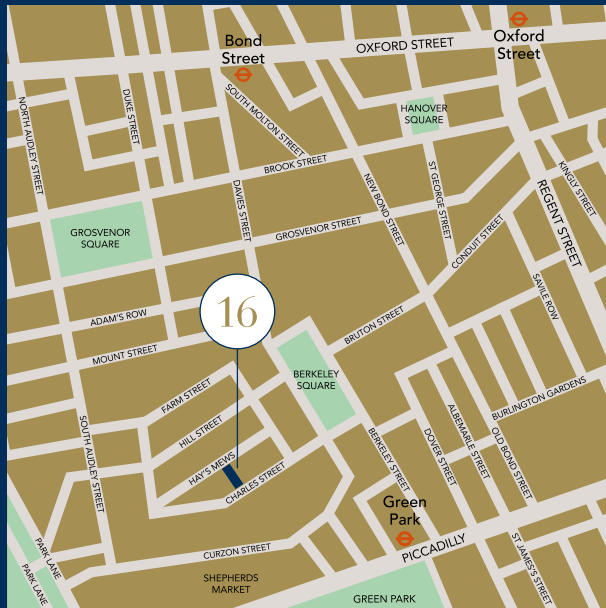 Bond
Street
OXFORD STREET
Oxford
Street
NORTH AUDLEY STREET
DUKE STREET
SOUTH MOLTON STREET
HANOVER
SQUARE
BROOK STREET
DAVIES STREET
NEW BOND STREET
ST GEORGE STREET
KINGLY STREET
REGENT STREET
GROSVENOR
SQUARE
GROSVENOR STREET
CONDUIT STREET
SAVILE ROW
ADAM'S ROW
16
BRUTON STREET
MOUNT STREET
BERKELEY
SQUARE
FARM STREET
HILL STREET
BURLINGTON GARDENS
SOUTH AUDLEY STREET
HAY'S MEWS
CHARLES STREET
BERKELEY STREET
DOVER STREET
ALBEMARLE STREET
OLD BOND STREET
Green
Park
PARK LANE
PARK LANE
CURZON STREET
PICCADILLY
ST JAMES'S STREET
SHEPHERDS
MARKET
GREEN PARK